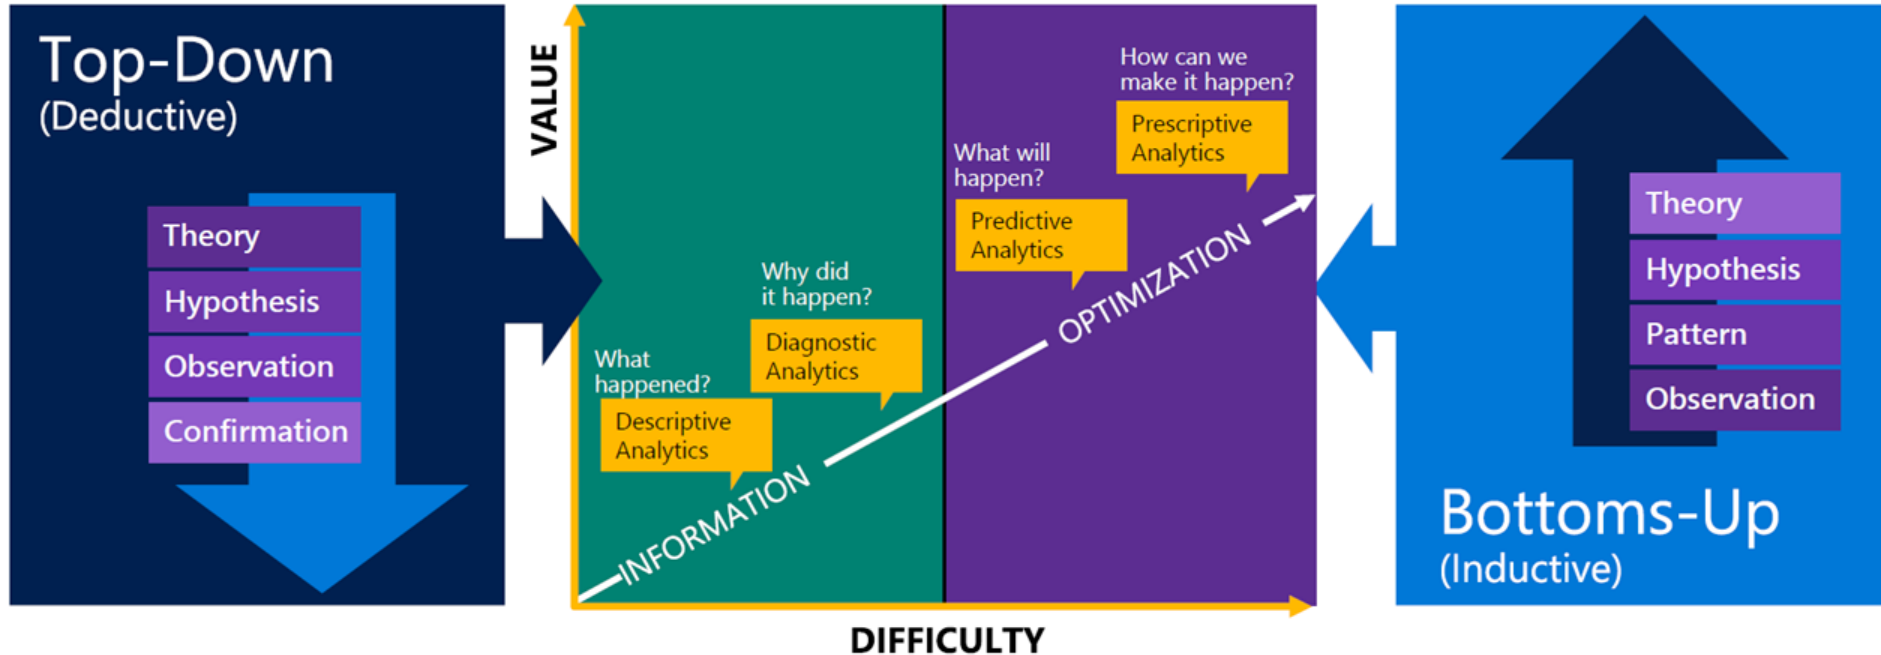 Top-Down
(Deductive)
Theory
Hypothesis
Observation
Confirmation
VALUE
What
happened?
Descriptive
Analytics
Why did
it happen?
Diagnostic
Analytics
What will
happen?
Predictive
Analytics
How can we
make it happen?
Prescriptive
Analytics
INFORMATION
OPTIMIZATION
DIFFICULTY
Theory
Hypothesis
Pattern
Observation
Bottoms-Up
(Inductive)